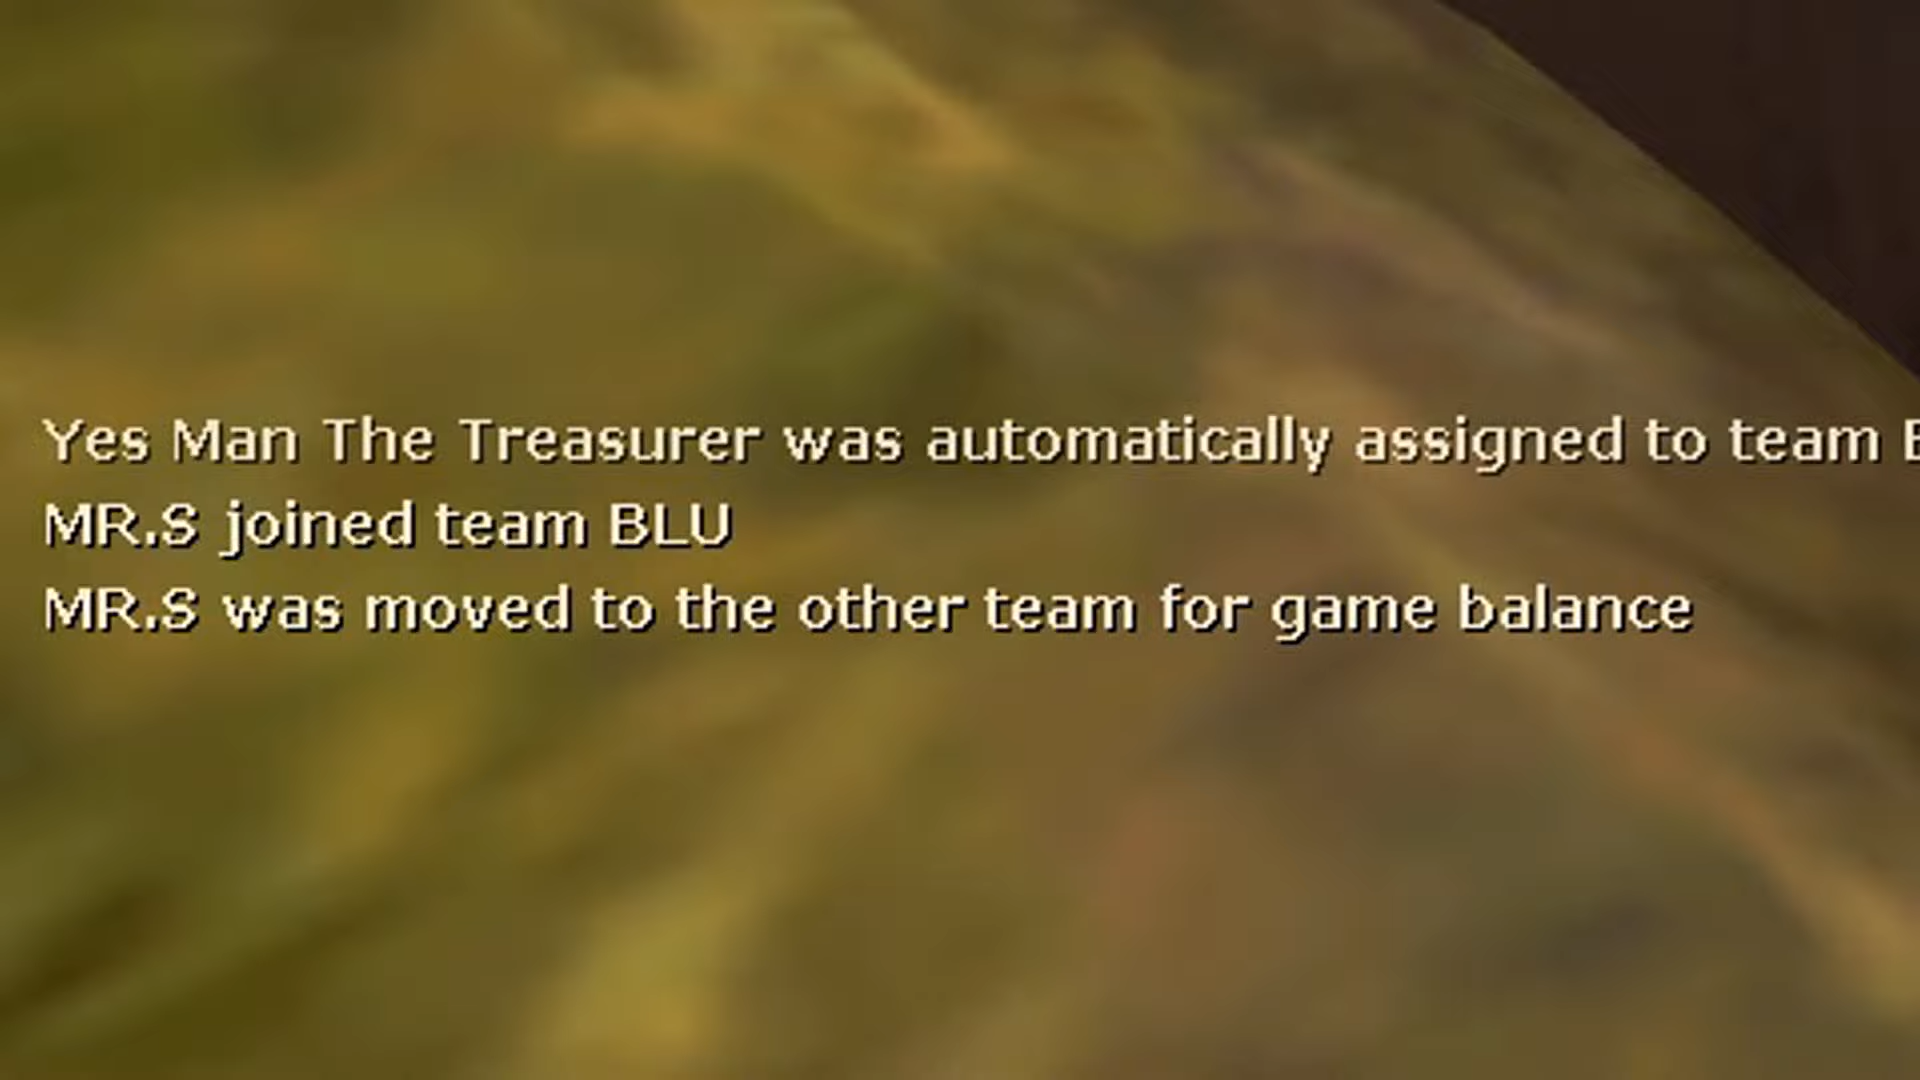 Yes Man The Treasurer was automatically assigned to team
MR.S joined team BLU
MR.S was moved to the other team for game balance